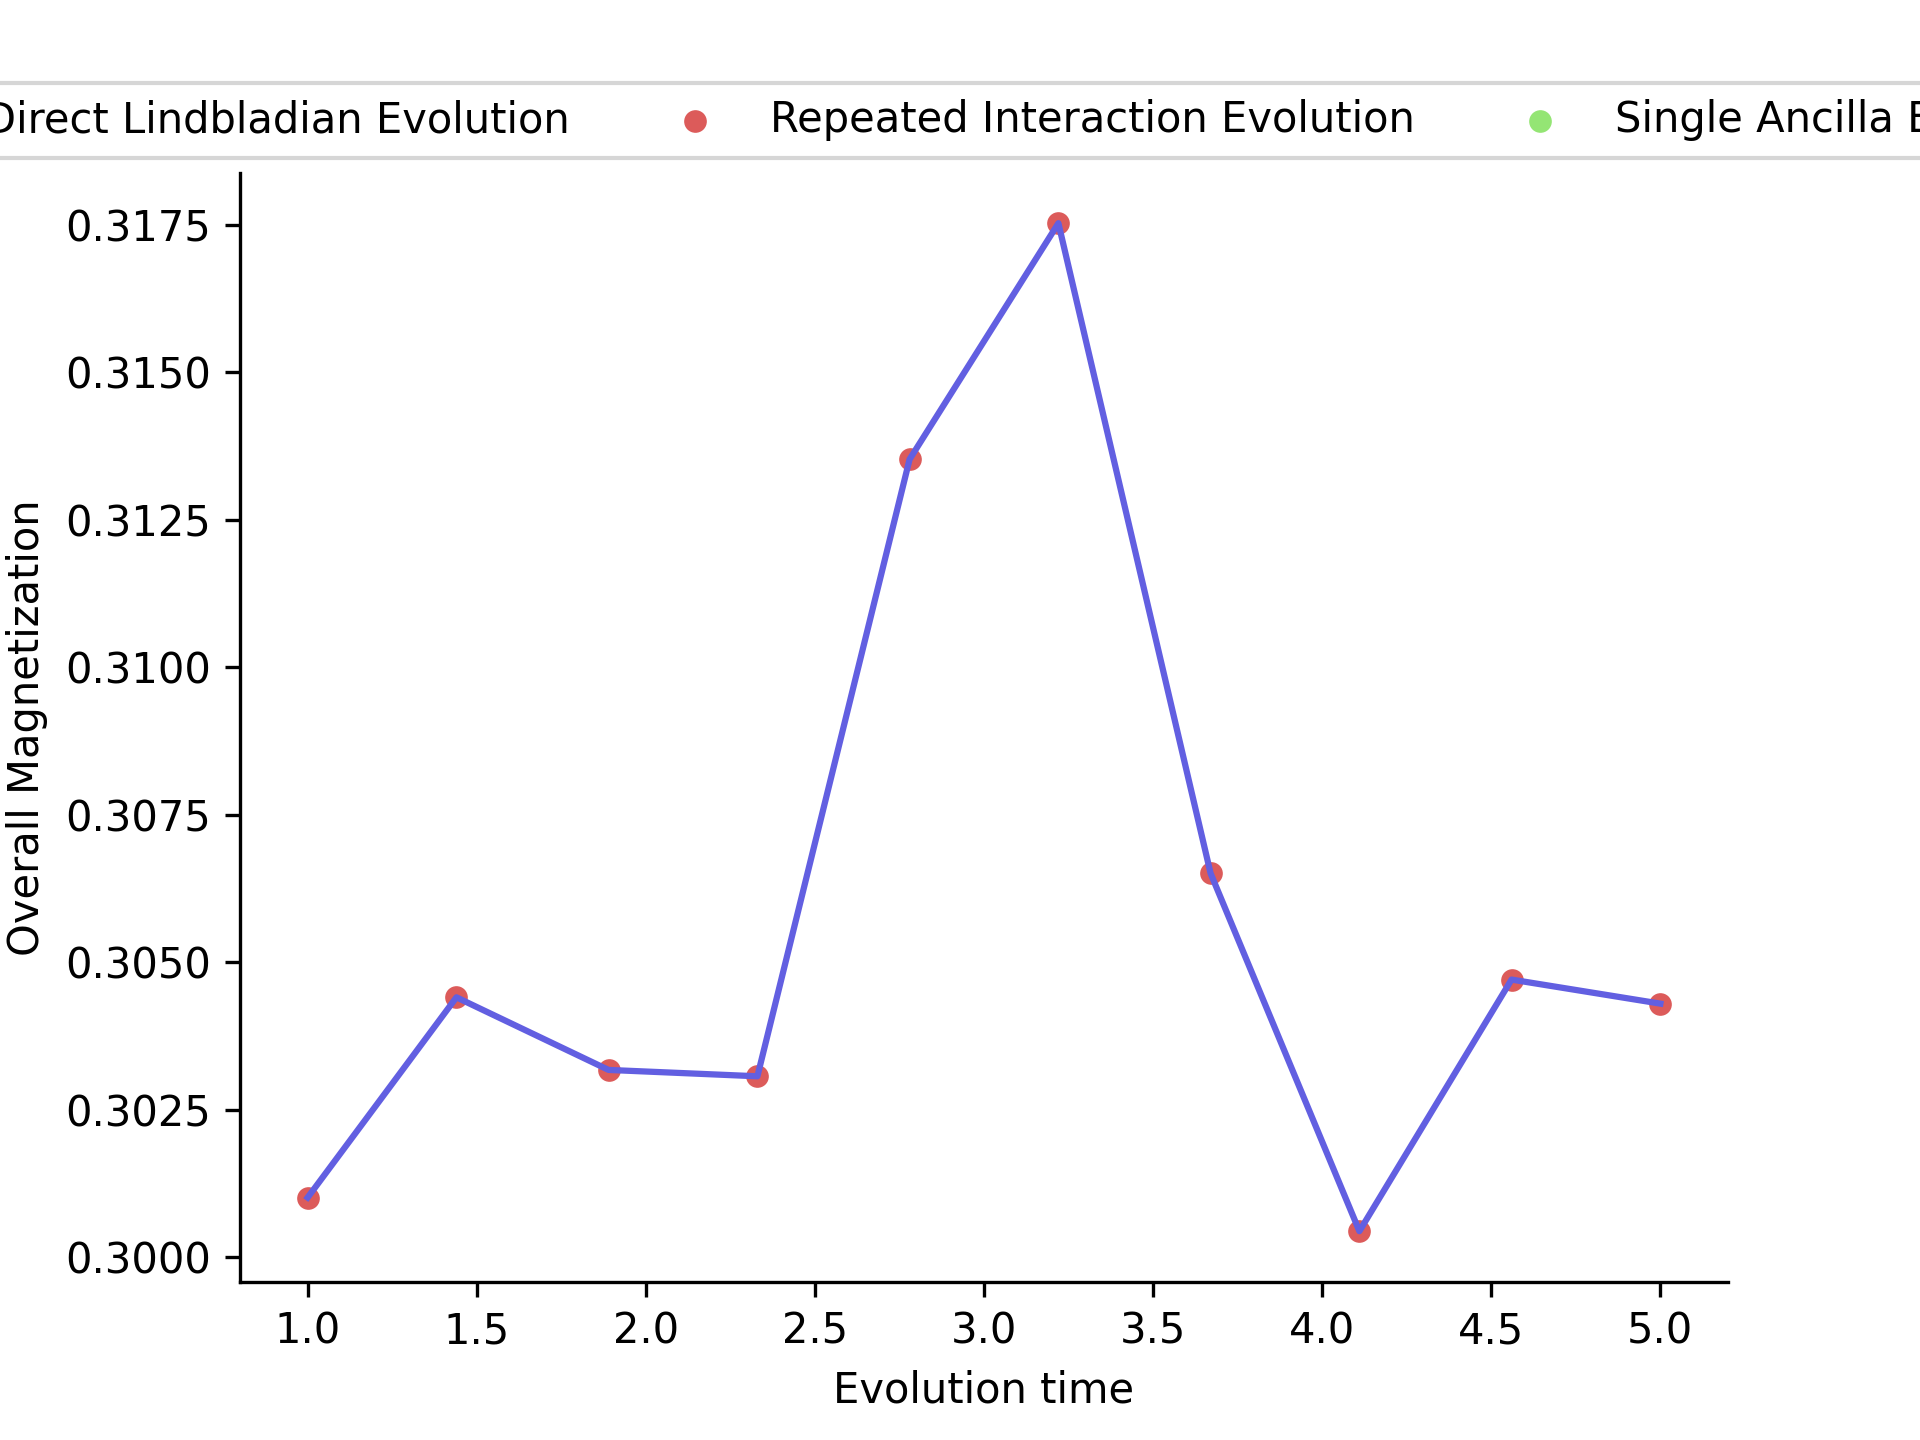 Direct Lindbladian Evolution Repeated Interaction Evolution Single Ancilla
0.3175
0.3150
0.3125
0.3100
0.3075
0.3050
0.3025
0.3000
Overall Magnetization
1.0 1.5 2.0 2.5 3.0 3.5 4.0 4.5 5.0
Evolution time